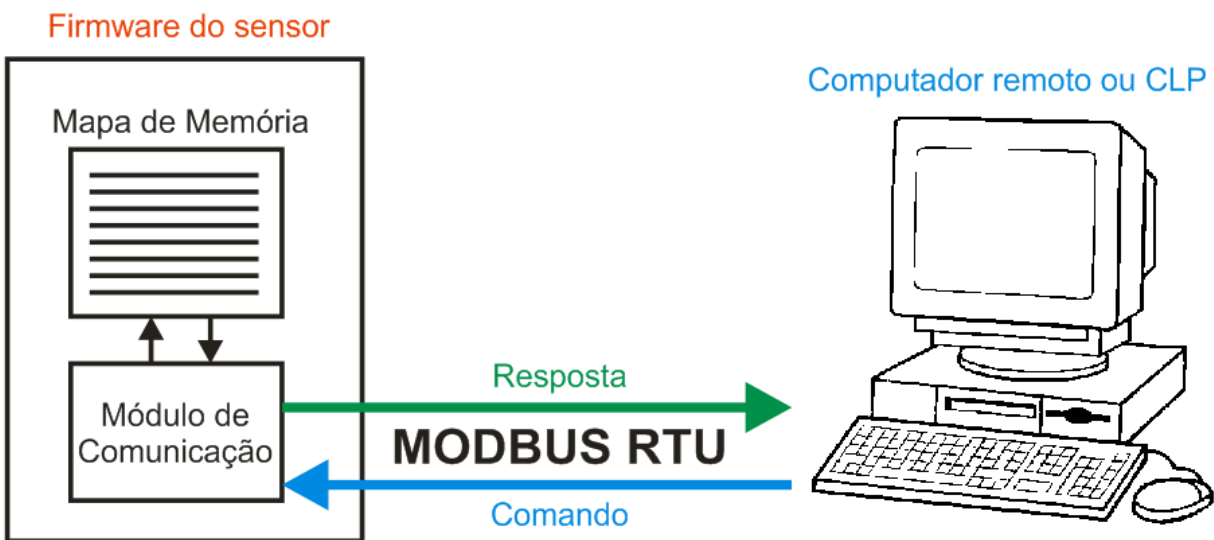 Firmware do sensor
Computador remoto ou CLP
Mapa de Memória
Módulo de
Comunicação
Resposta
MODBUS RTU
Comando